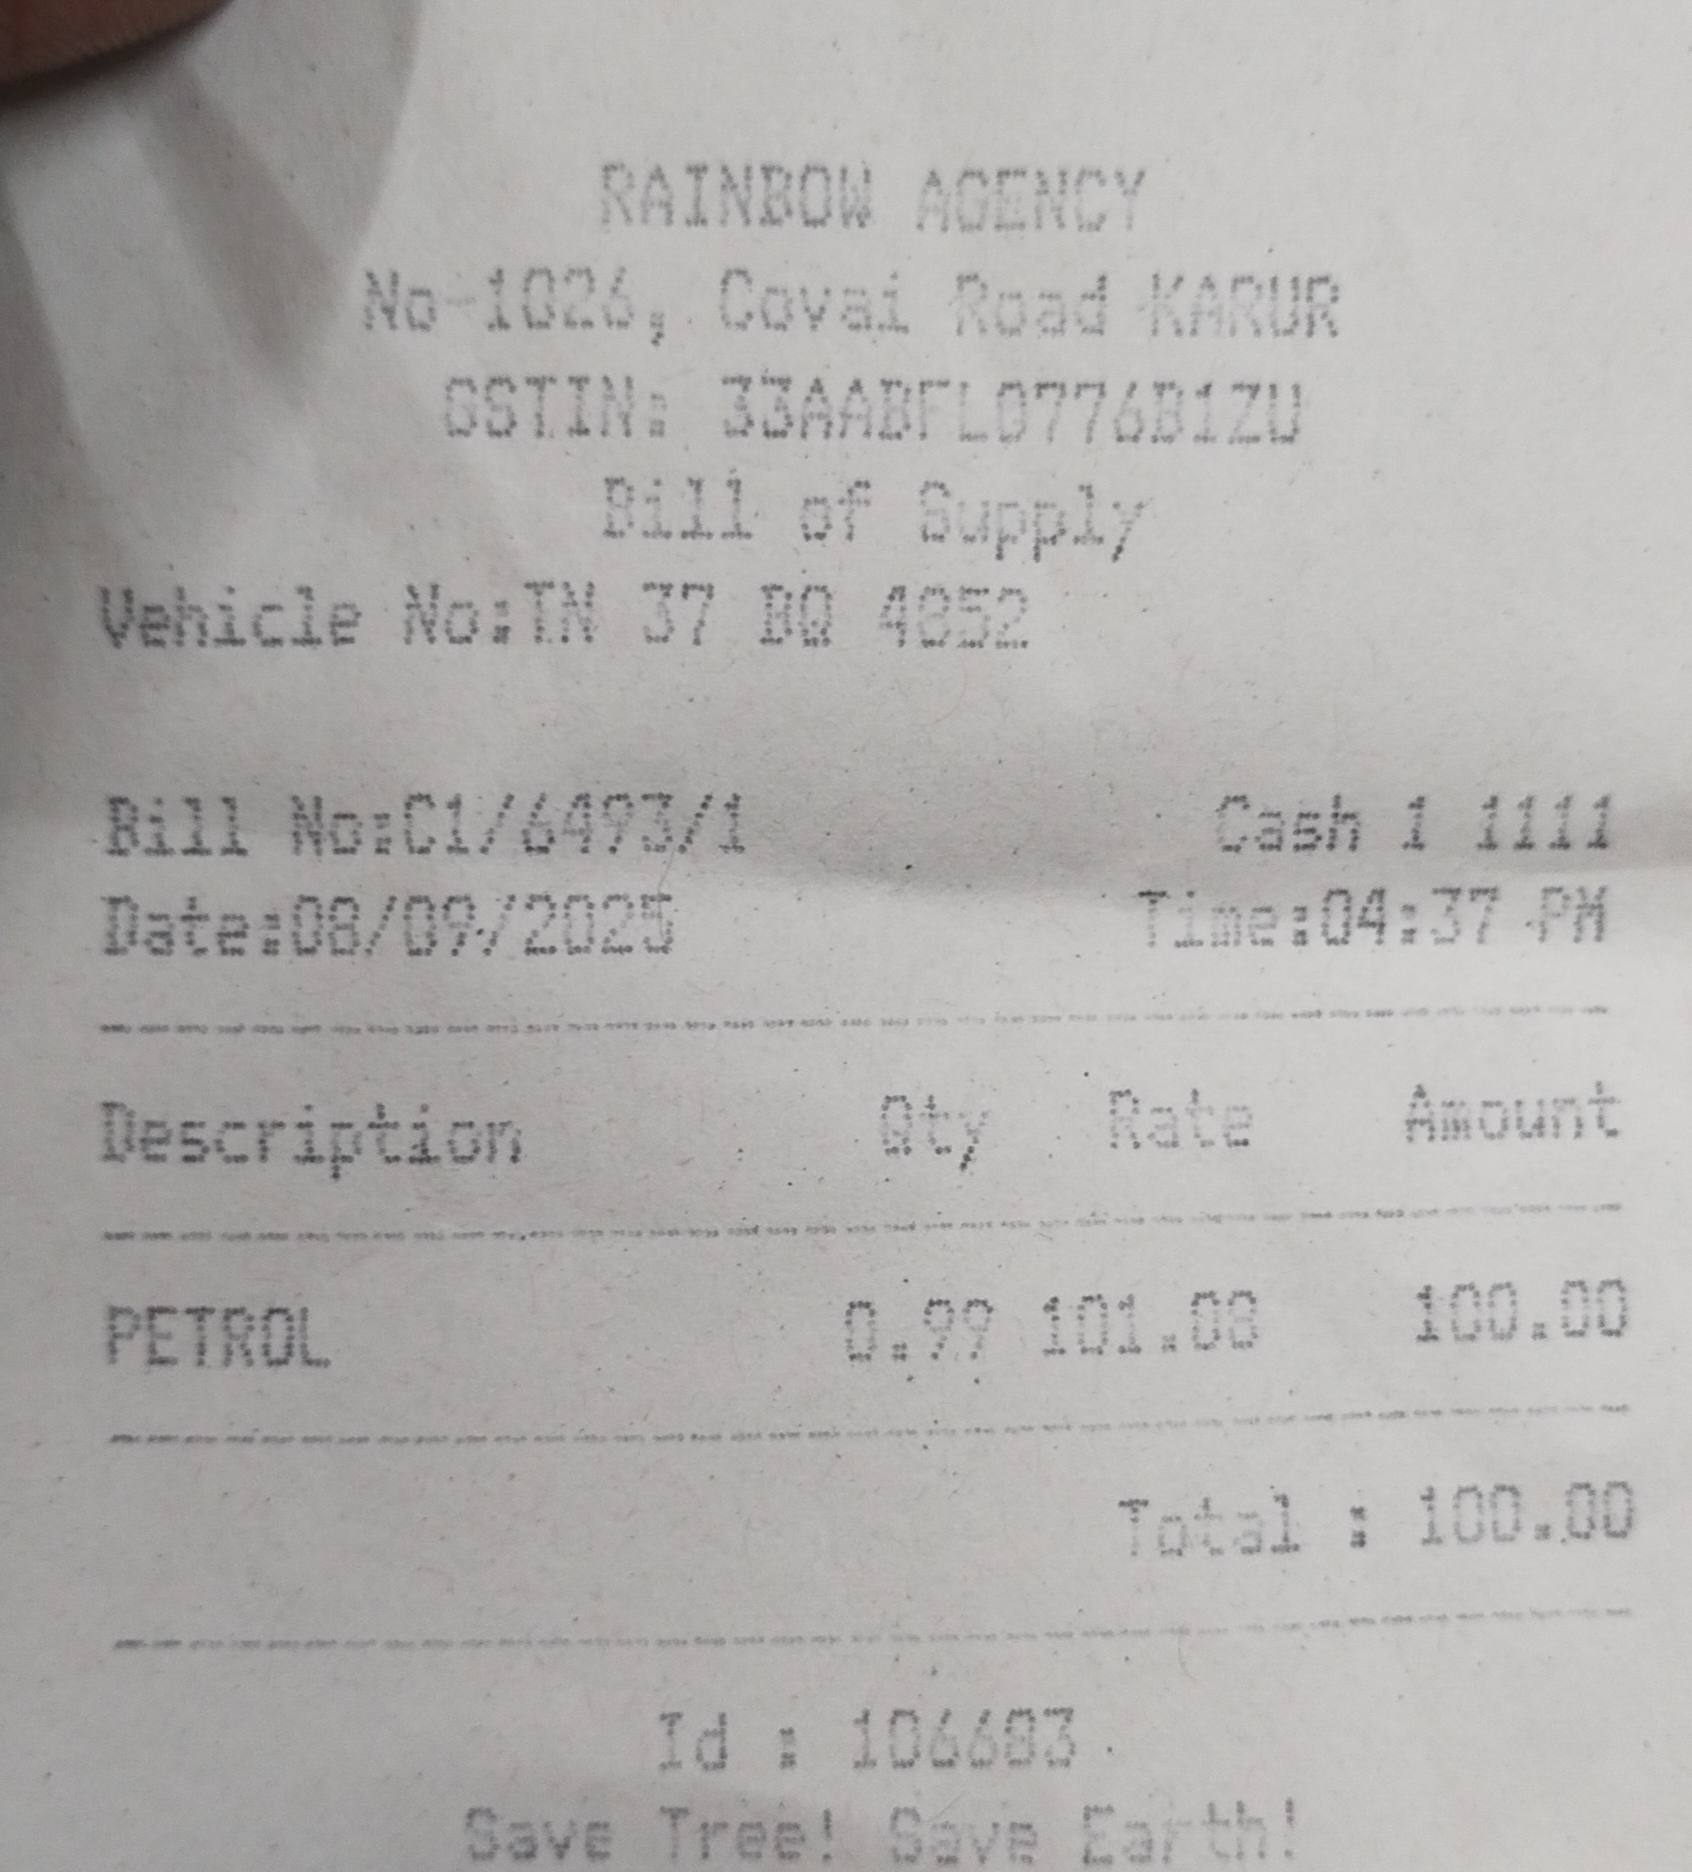 RAINBOW AGENCY
No-1026, Covai Road KARUR
GSTIN: 33AABFL0776B1ZU
Bill of Supply
Vehicle No:TN 37 BQ 4852
Bill No:C1/6493/1 Cash 1 1111
Date:08/09/2025 Time:04:37 PM
Description Qty Rate Amount
PETROL 0.99 101.08 100.00
Total : 100.00
Id : 106683
Save Tree! Save Earth!